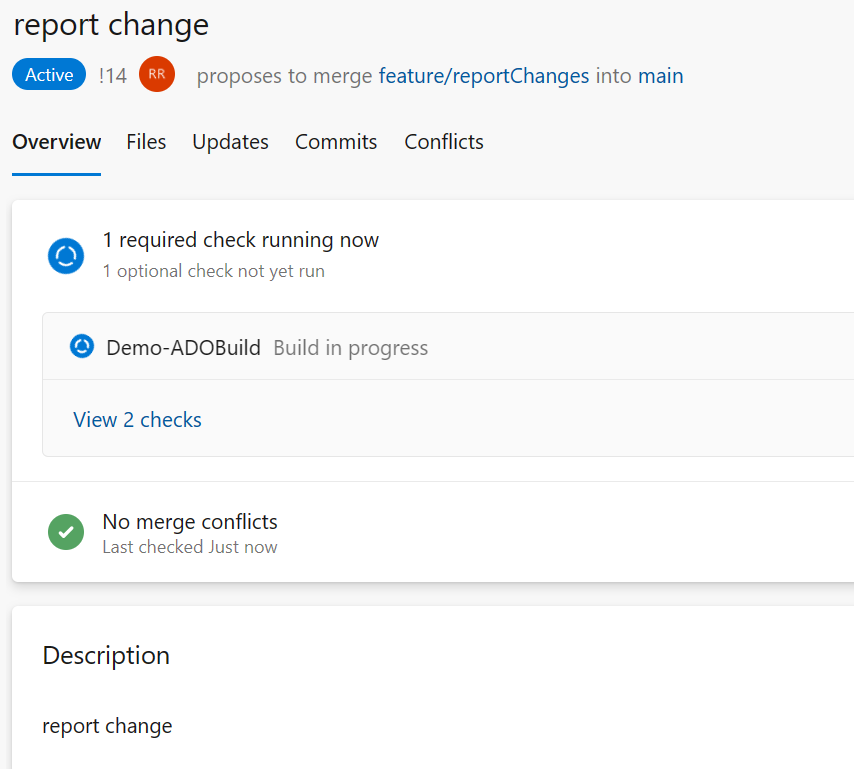 report change
Active !14 RR proposes to merge feature/reportChanges into main
Overview Files Updates Commits Conflicts
1 required check running now
1 optional check not yet run
Demo-ADOBuild Build in progress
View 2 checks
No merge conflicts
Last checked Just now
Description
report change